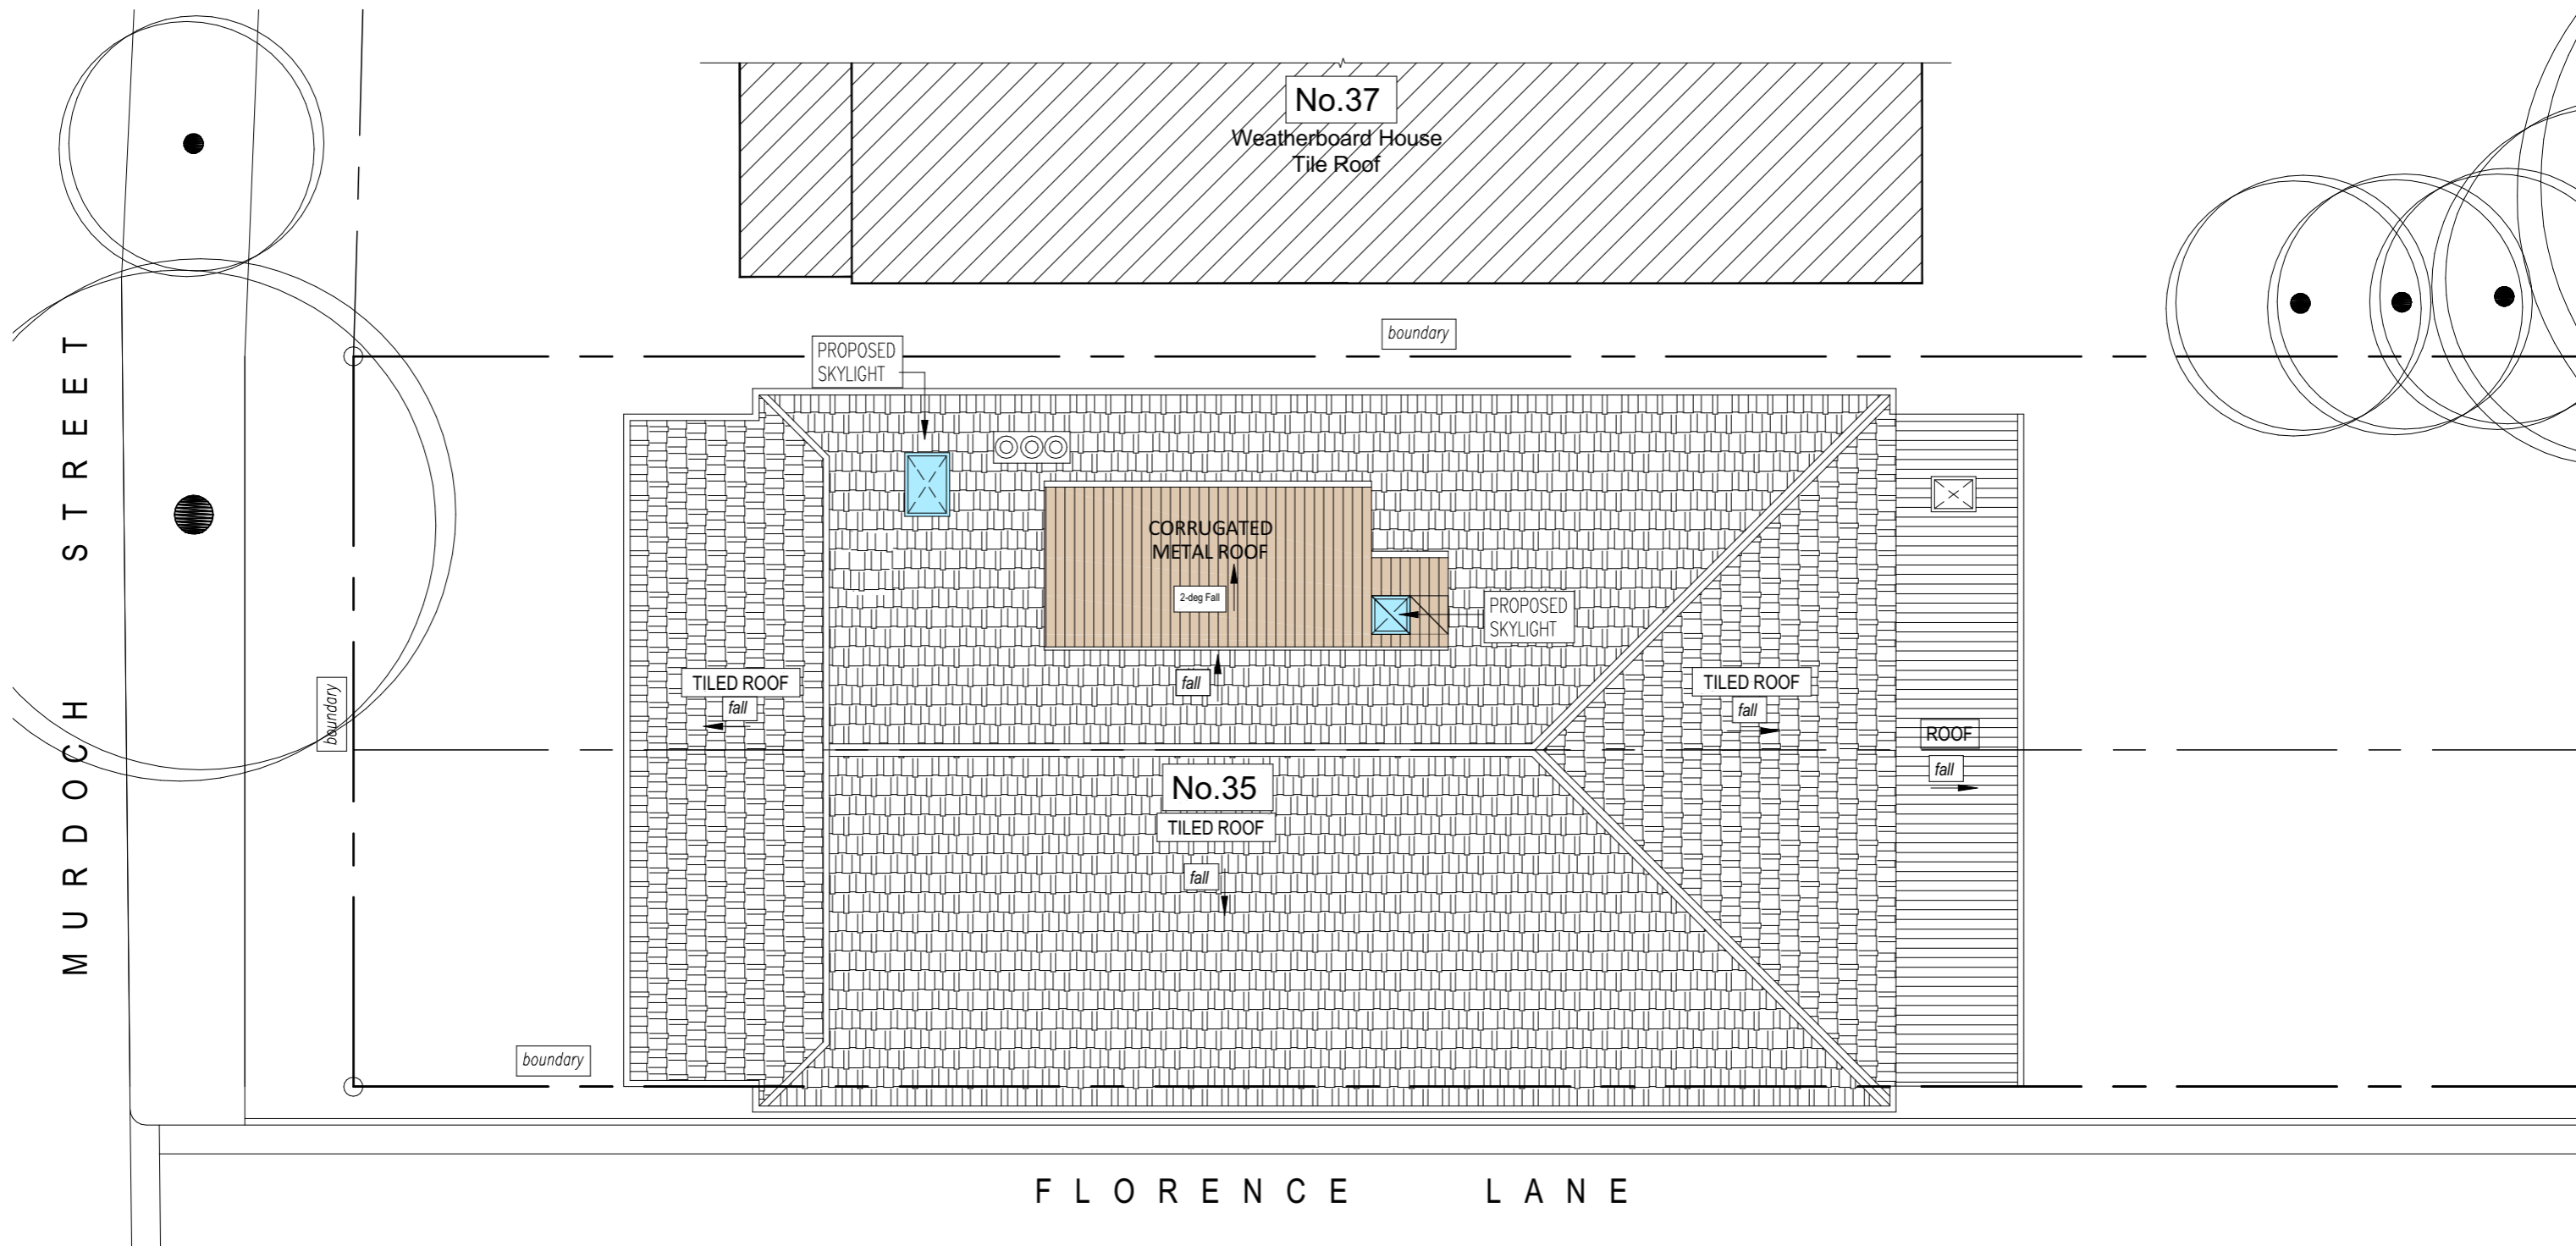 No.37
Weatherboard House
Tile Roof
boundary
PROPOSED
SKYLIGHT
CORRUGATED
METAL ROOF
2-deg Fall
PROPOSED
SKYLIGHT
fall
TILED ROOF
fall
TILED ROOF
fall
ROOF
fall
boundary
No.35
TILED ROOF
fall
boundary
MURDOCH STREET
FLORENCE LANE